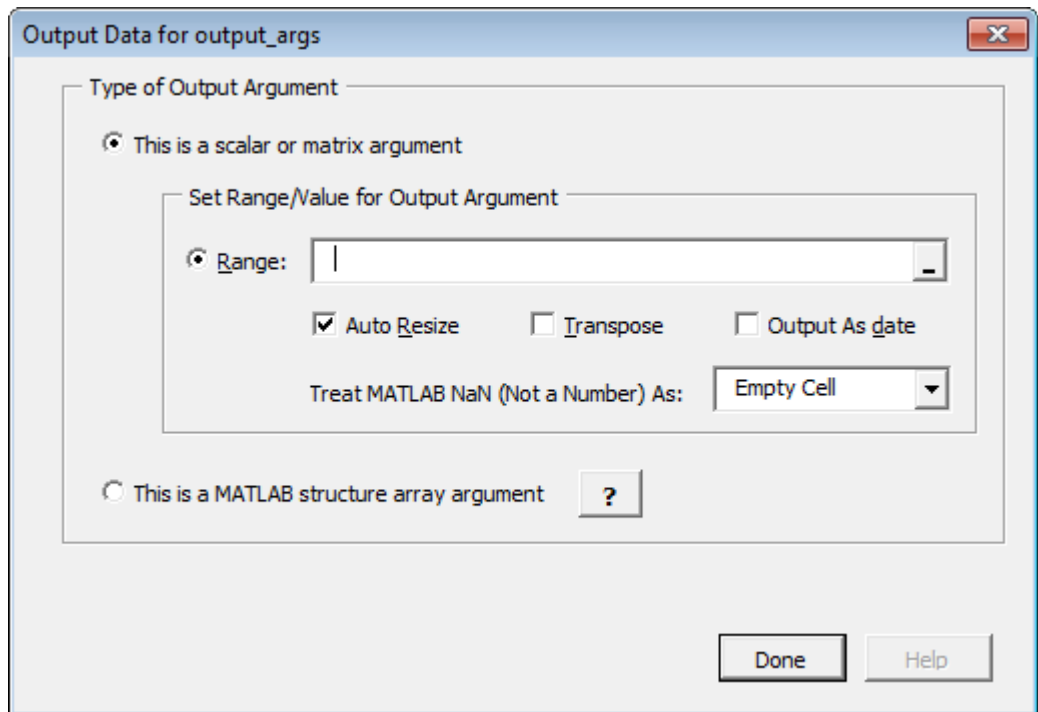 Output Data for output_args
Type of Output Argument
This is a scalar or matrix argument
Set Range/Value for Output Argument
Range:
Auto Resize Transpose Output As date
Treat MATLAB NaN (Not a Number) As: Empty Cell
This is a MATLAB structure array argument ?
Done Help